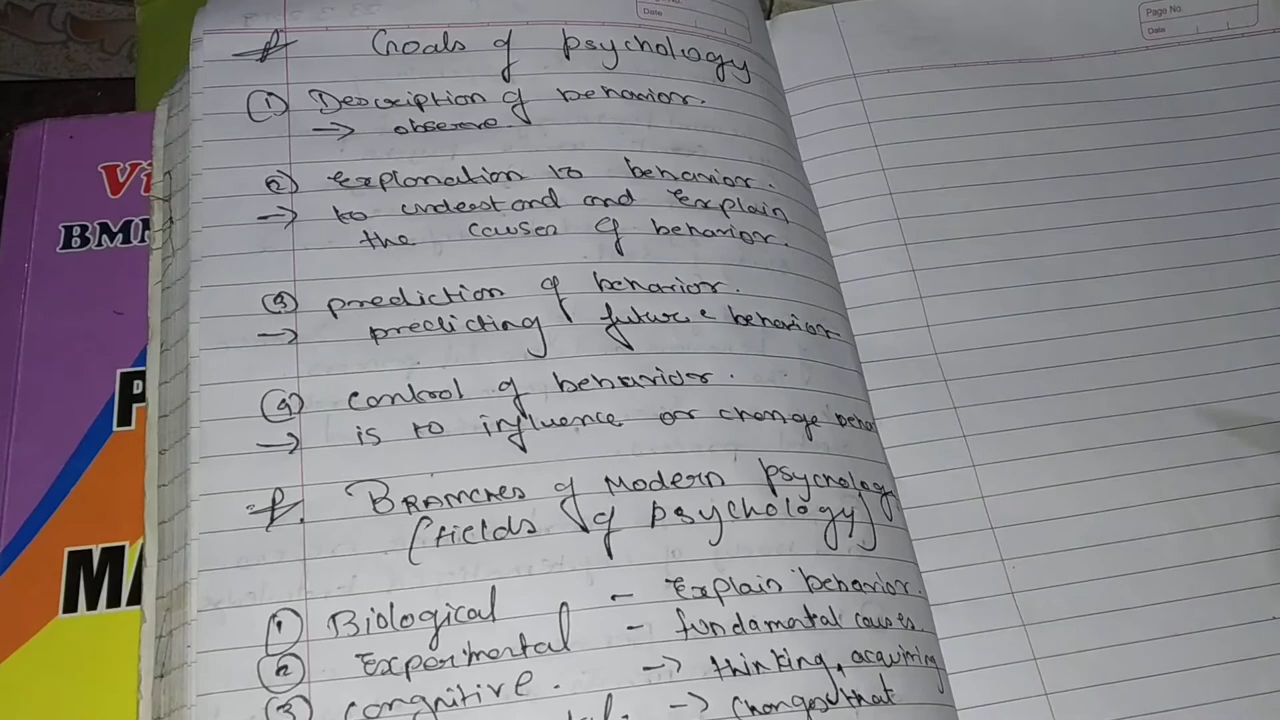 Date
Page No.
Date
Goals of psychology
① Description of behavior.
→ observe
② explanation to behavior.
→ to understand and explain
the causes of behavior.
③ prediction of behavior.
→ predicting future behavior
④ control of behavior.
→ is to influence or change beha
BRANCHES of Modern psychology
(fields of psychology)
① Biological - explain behavior.
② Experimental - fundamatal causes.
③ congnitive. → thinking, acquiring
→ changes that
Vi
BMI
P
MA